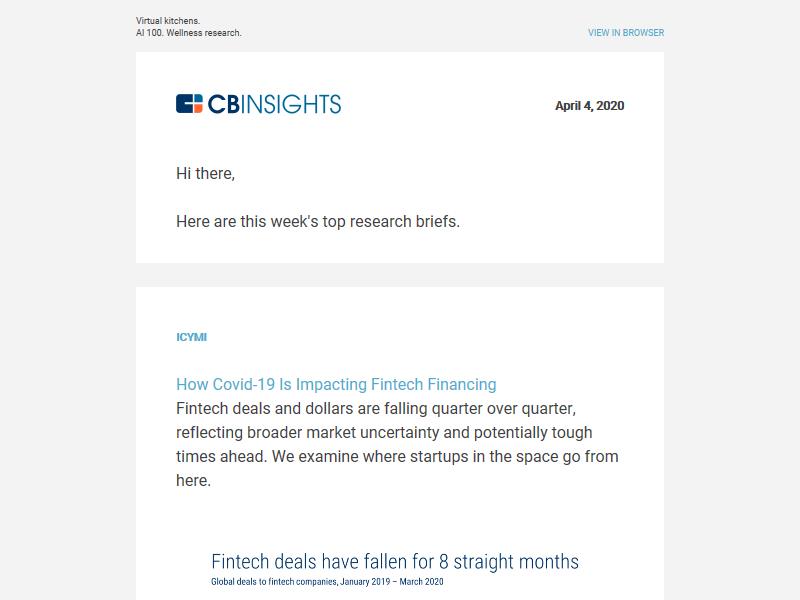 Virtual kitchens.
AI 100. Wellness research.
VIEW IN BROWSER
CBINSIGHTS
April 4, 2020
Hi there,
Here are this week's top research briefs.
ICYMI
How Covid-19 Is Impacting Fintech Financing
Fintech deals and dollars are falling quarter over quarter,
reflecting broader market uncertainty and potentially tough
times ahead. We examine where startups in the space go from
here.
Fintech deals have fallen for 8 straight months
Global deals to fintech companies, January 2019 – March 2020